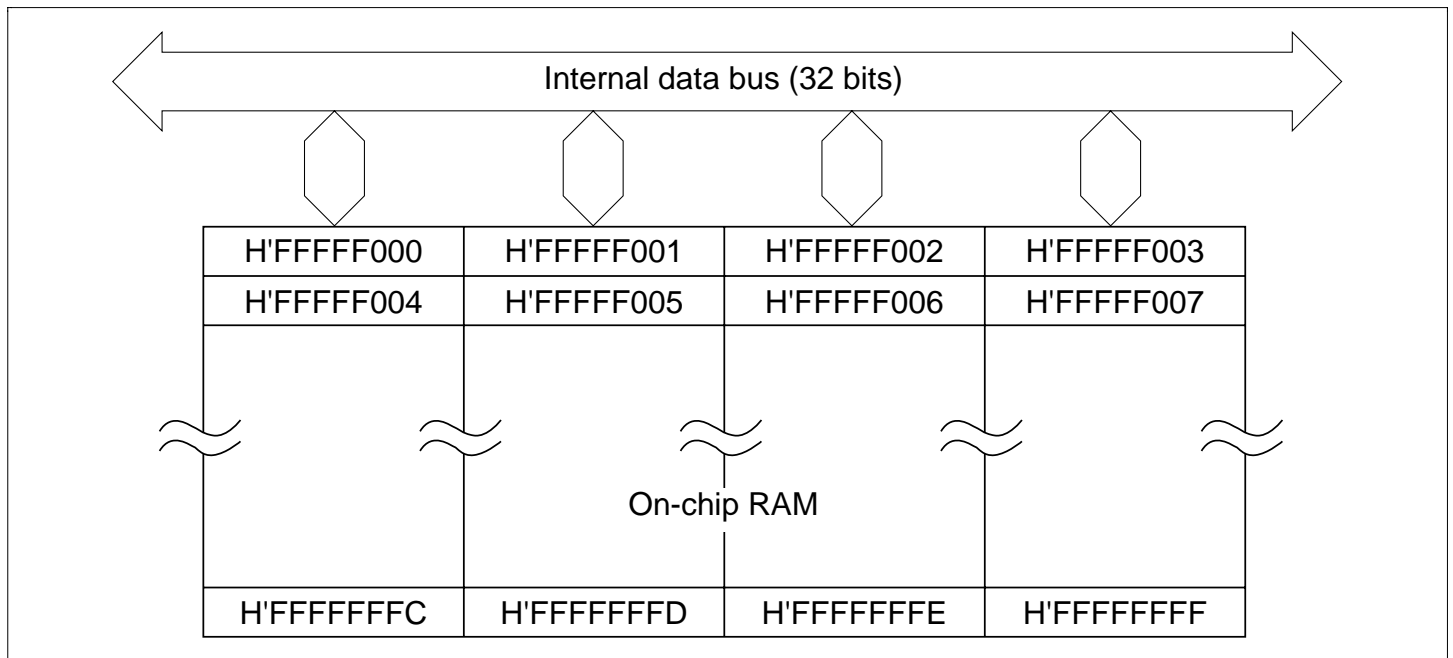 Internal data bus (32 bits)
H'FFFFF000 H'FFFFF001 H'FFFFF002 H'FFFFF003
H'FFFFF004 H'FFFFF005 H'FFFFF006 H'FFFFF007
On-chip RAM
H'FFFFFFFC H'FFFFFFFD H'FFFFFFFE H'FFFFFFFF